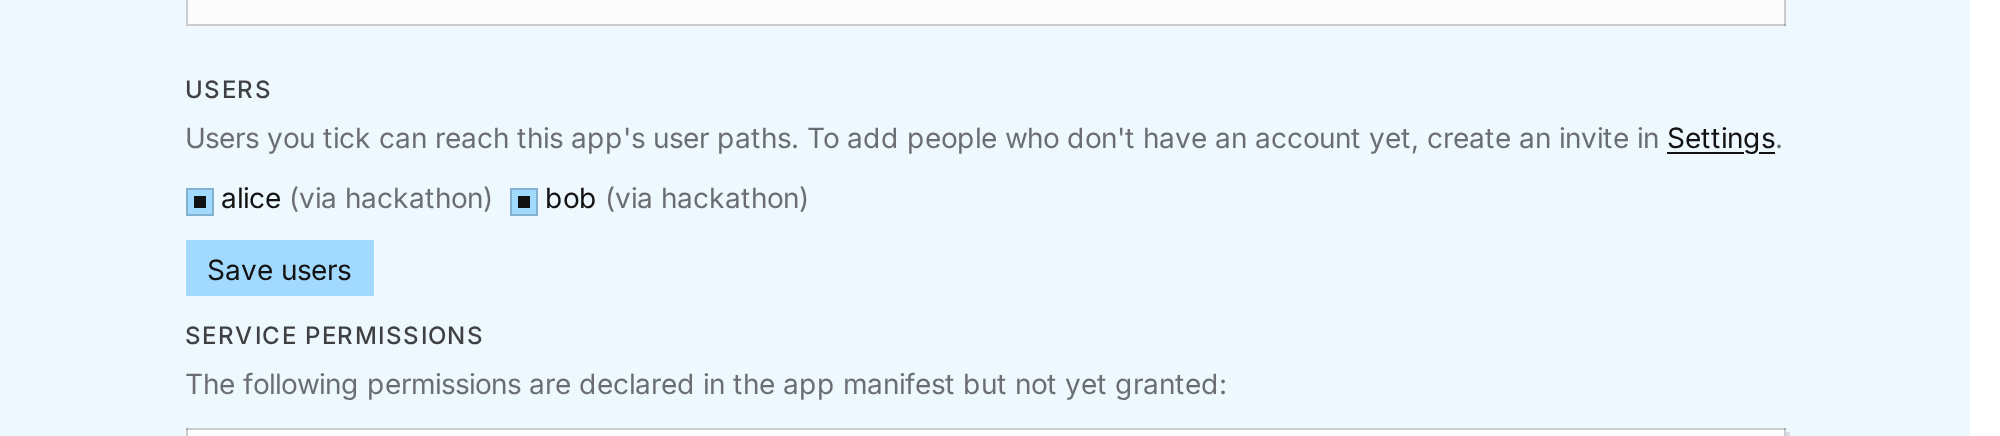 USERS
Users you tick can reach this app's user paths. To add people who don't have an account yet, create an invite in Settings.
alice (via hackathon) bob (via hackathon)
Save users
SERVICE PERMISSIONS
The following permissions are declared in the app manifest but not yet granted: